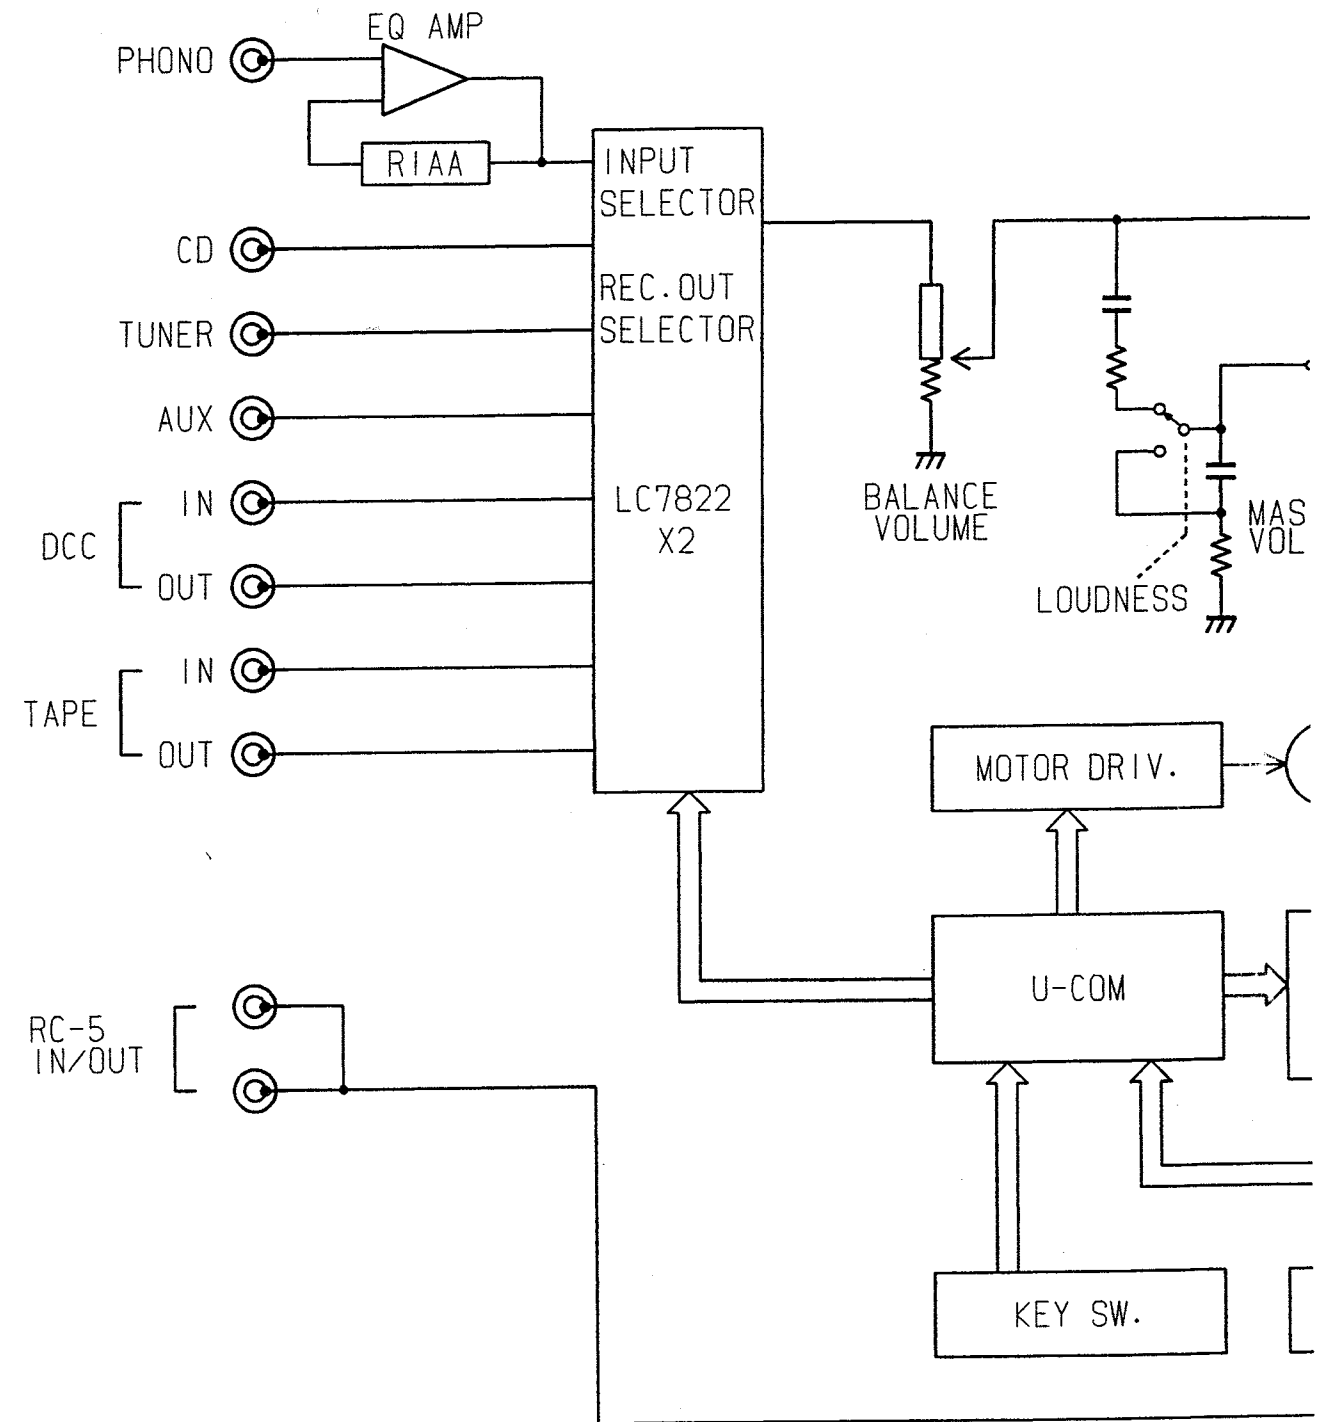 EQ AMP
PHONO
RIAA
INPUT
SELECTOR
CD
REC.OUT
SELECTOR
TUNER
AUX
DCC
IN
OUT
LC7822
X2
BALANCE
VOLUME
MAS
VOL
LOUDNESS
TAPE
IN
OUT
MOTOR DRIV.
U-COM
RC-5
IN/OUT
KEY SW.